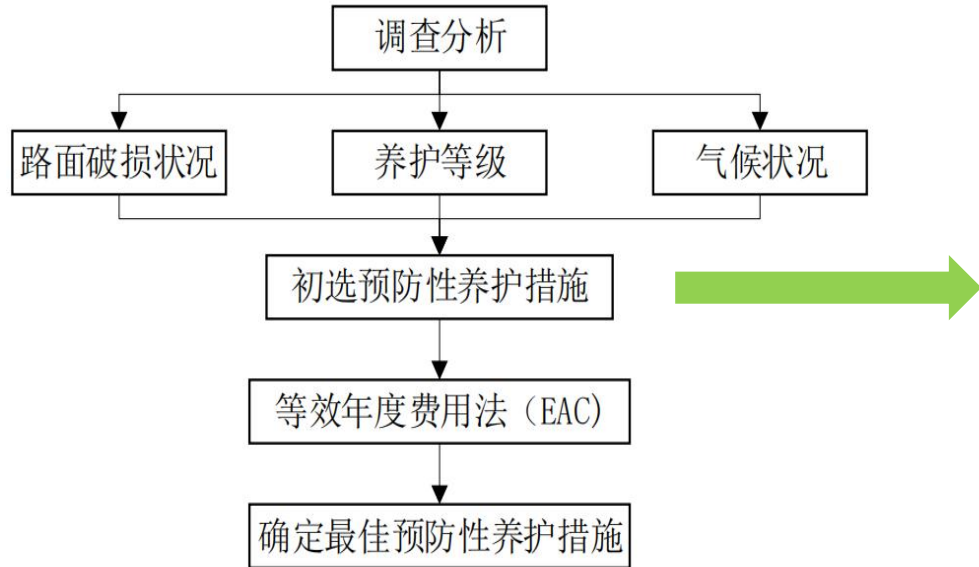 调查分析
路面破损状况
养护等级
气候状况
初选预防性养护措施
等效年度费用法（EAC)
确定最佳预防性养护措施